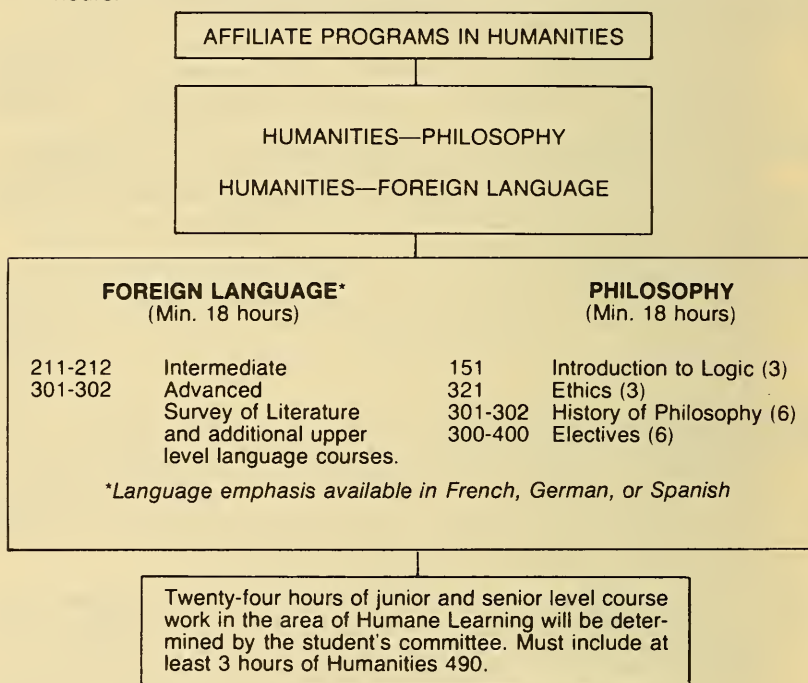 AFFILIATE PROGRAMS IN HUMANITIES
HUMANITIES—PHILOSOPHY
HUMANITIES—FOREIGN LANGUAGE
FOREIGN LANGUAGE*
(Min. 18 hours)
211-212 Intermediate
301-302 Advanced
Survey of Literature
and additional upper
level language courses.
PHILOSOPHY
(Min. 18 hours)
151 Introduction to Logic (3)
321 Ethics (3)
301-302 History of Philosophy (6)
300-400 Electives (6)
*Language emphasis available in French, German, or Spanish
Twenty-four hours of junior and senior level course
work in the area of Humane Learning will be deter-
mined by the student's committee. Must include at
least 3 hours of Humanities 490.